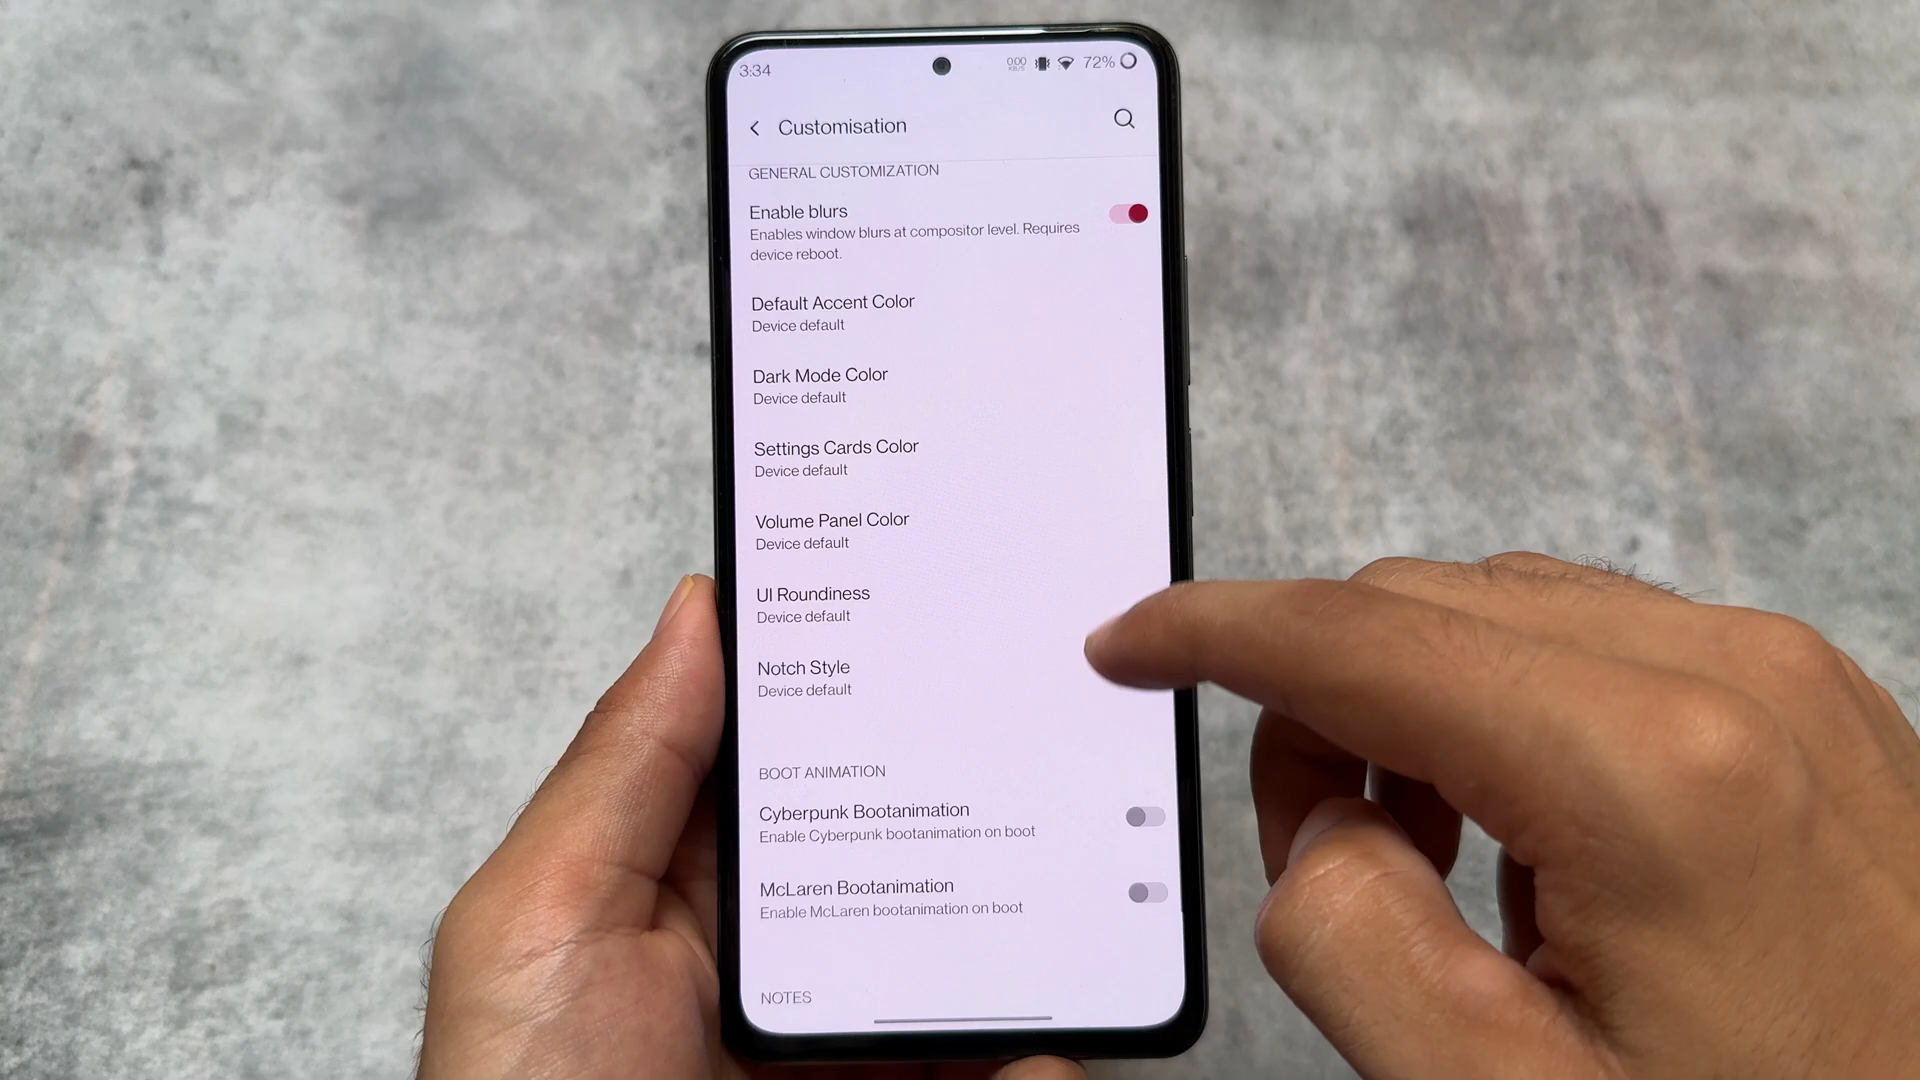 3:34
0.00
KB/S
72%
Customisation
GENERAL CUSTOMIZATION
Enable blurs
Enables window blurs at compositor level. Requires
device reboot.
Default Accent Color
Device default
Dark Mode Color
Device default
Settings Cards Color
Device default
Volume Panel Color
Device default
UI Roundiness
Device default
Notch Style
Device default
BOOT ANIMATION
Cyberpunk Bootanimation
Enable Cyberpunk bootanimation on boot
McLaren Bootanimation
Enable McLaren bootanimation on boot
NOTES